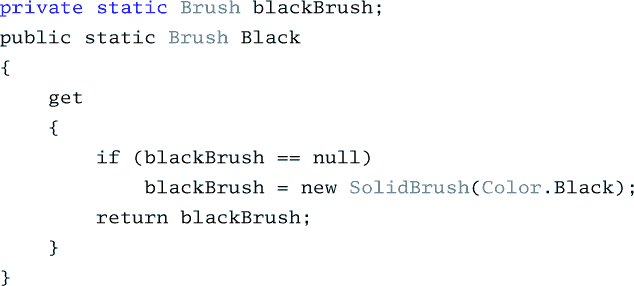 private static Brush blackBrush;
public static Brush Black
{
    get
    {
        if (blackBrush == null)
            blackBrush = new SolidBrush(Color.Black);
        return blackBrush;
    }
}